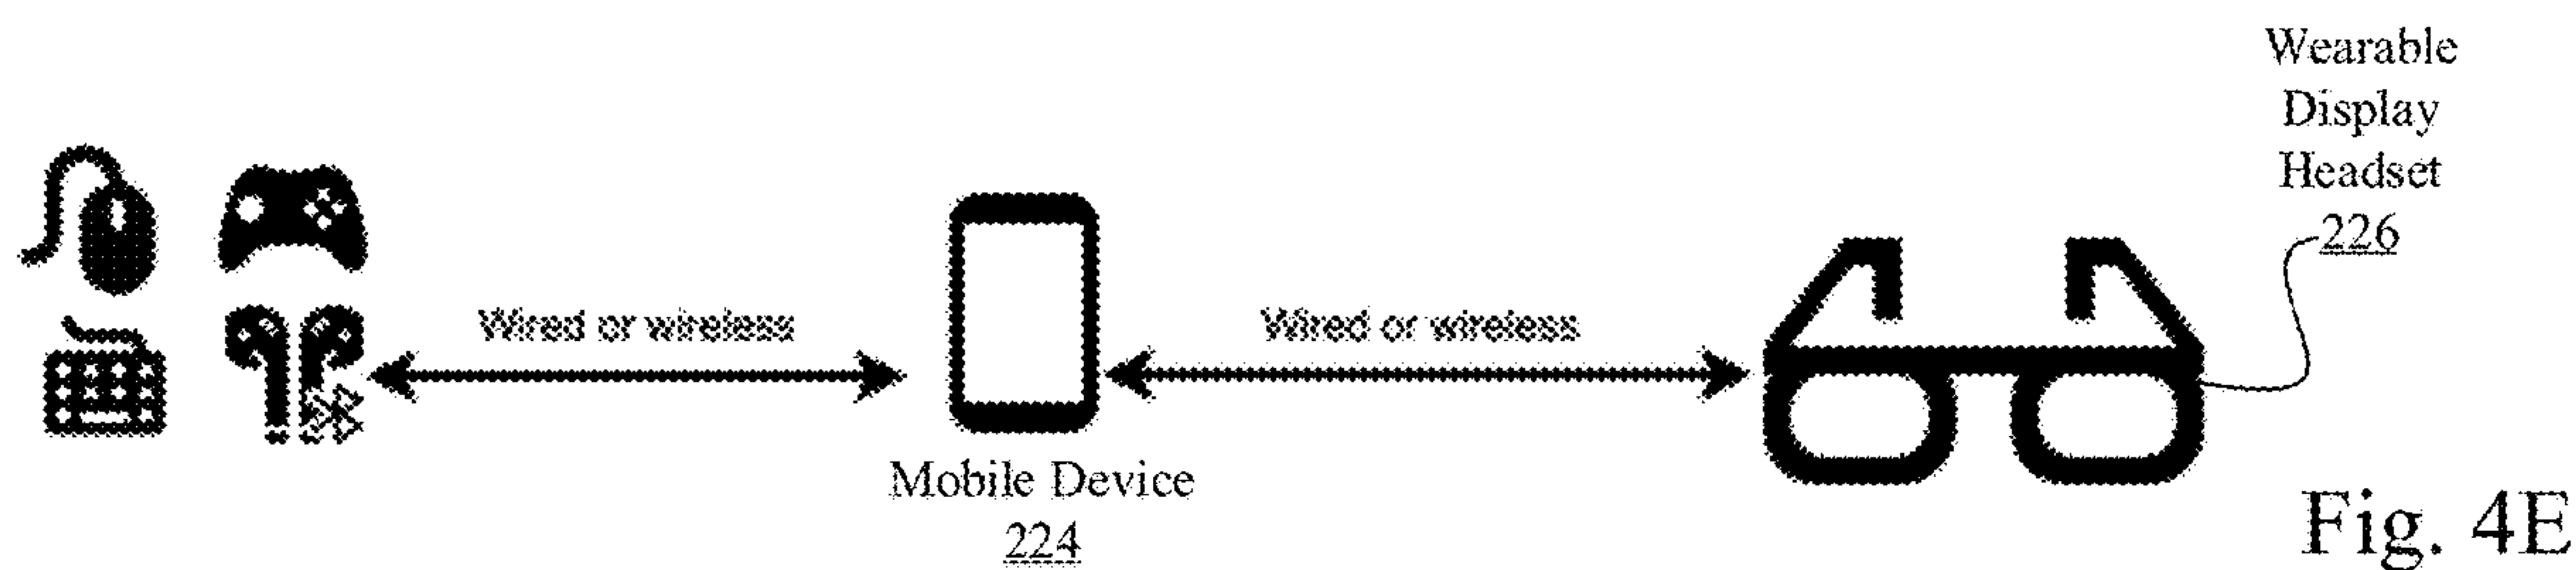 Wearable
Display
Headset
226
Wired or wireless
Wired or wireless
Mobile Device
224
Fig. 4E